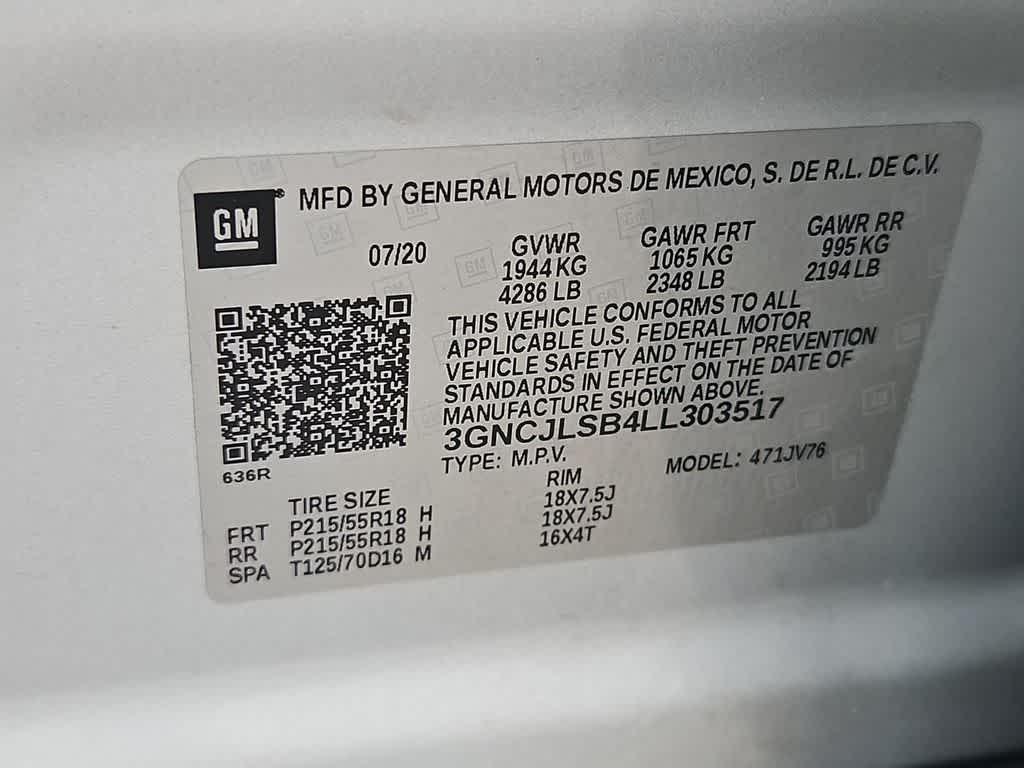 GM® MFD BY GENERAL MOTORS DE MEXICO, S. DE R.L. DE C.V.
07/20 GVWR GAWR FRT GAWR RR
1944 KG 1065 KG 995 KG
4286 LB 2348 LB 2194 LB
THIS VEHICLE CONFORMS TO ALL
APPLICABLE U.S. FEDERAL MOTOR
VEHICLE SAFETY AND THEFT PREVENTION
STANDARDS IN EFFECT ON THE DATE OF
MANUFACTURE SHOWN ABOVE.
3GNCJLSB4LL303517
636R
TYPE: M.P.V. MODEL: 471JV76
TIRE SIZE RIM
FRT P215/55R18 H 18X7.5J
RR P215/55R18 H 18X7.5J
SPA T125/70D16 M 16X4T